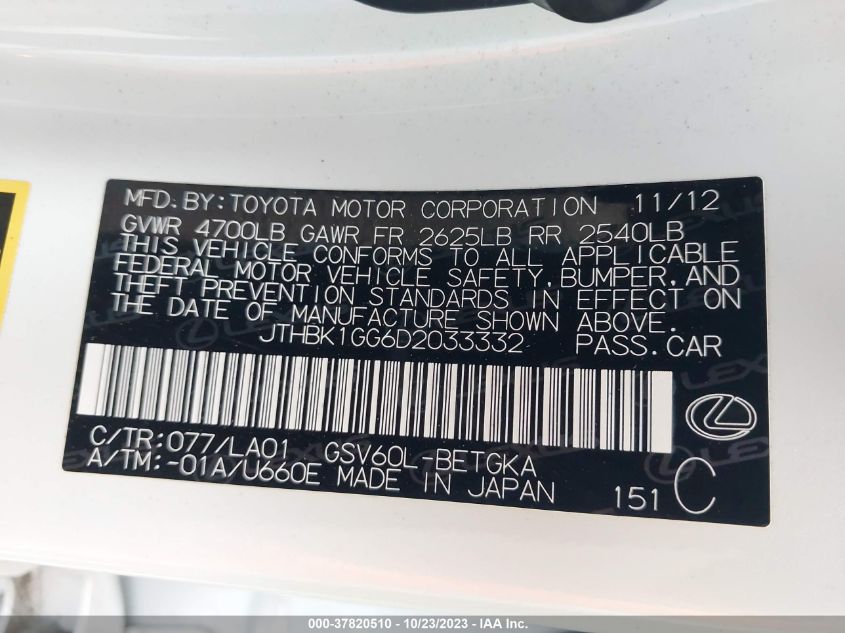 MFD. BY: TOYOTA MOTOR CORPORATION 11/12
GVWR 4700LB GAWR FR 2625LB RR 2540LB
THIS VEHICLE CONFORMS TO ALL APPLICABLE
FEDERAL MOTOR VEHICLE SAFETY, BUMPER, AND
THEFT PREVENTION STANDARDS IN EFFECT ON
THE DATE OF MANUFACTURE SHOWN ABOVE.
JTHBK1GG6D2033332 PASS. CAR
C/TR: 077/LA01 GSV60L-BETGKA
A/TM: -01A/U660E MADE IN JAPAN 151 C
000-37820510 - 10/23/2023 - IAA Inc.